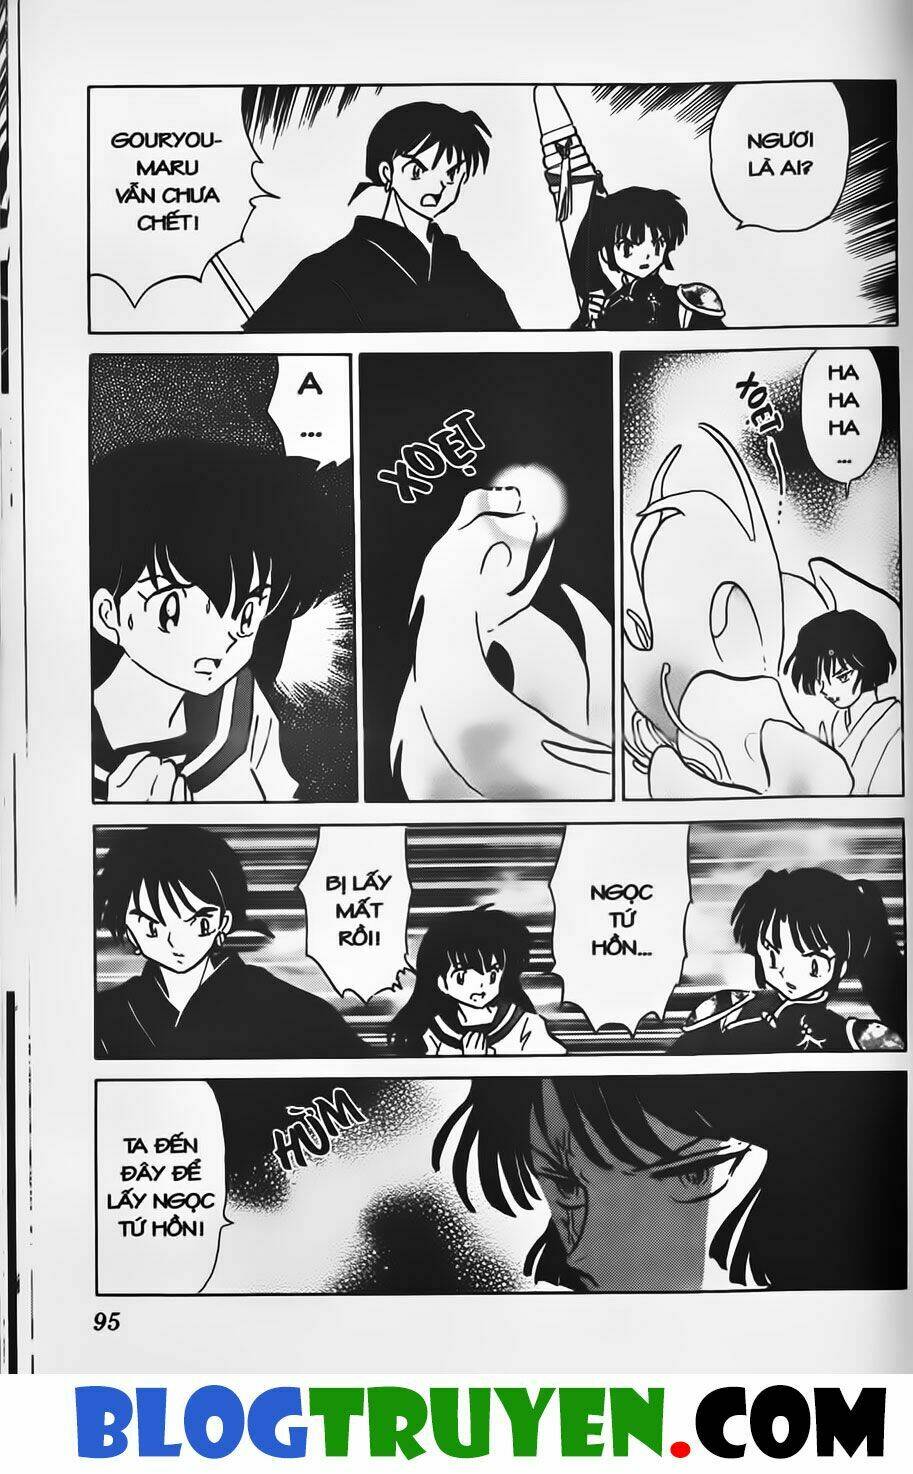 NGƯƠI
LÀ AI?
GOURYOU-
MARU
VẪN CHƯA
CHẾT!
HA
HA
HA
...
XOẸT
XOẸT
A
...
NGỌC
TỨ
HỒN...
BỊ LẤY
MẤT
RỒI!
HÙM
TA ĐẾN
ĐÂY ĐỂ
LẤY NGỌC
TỨ HỒN!
95
BLOGTRUYEN.COM